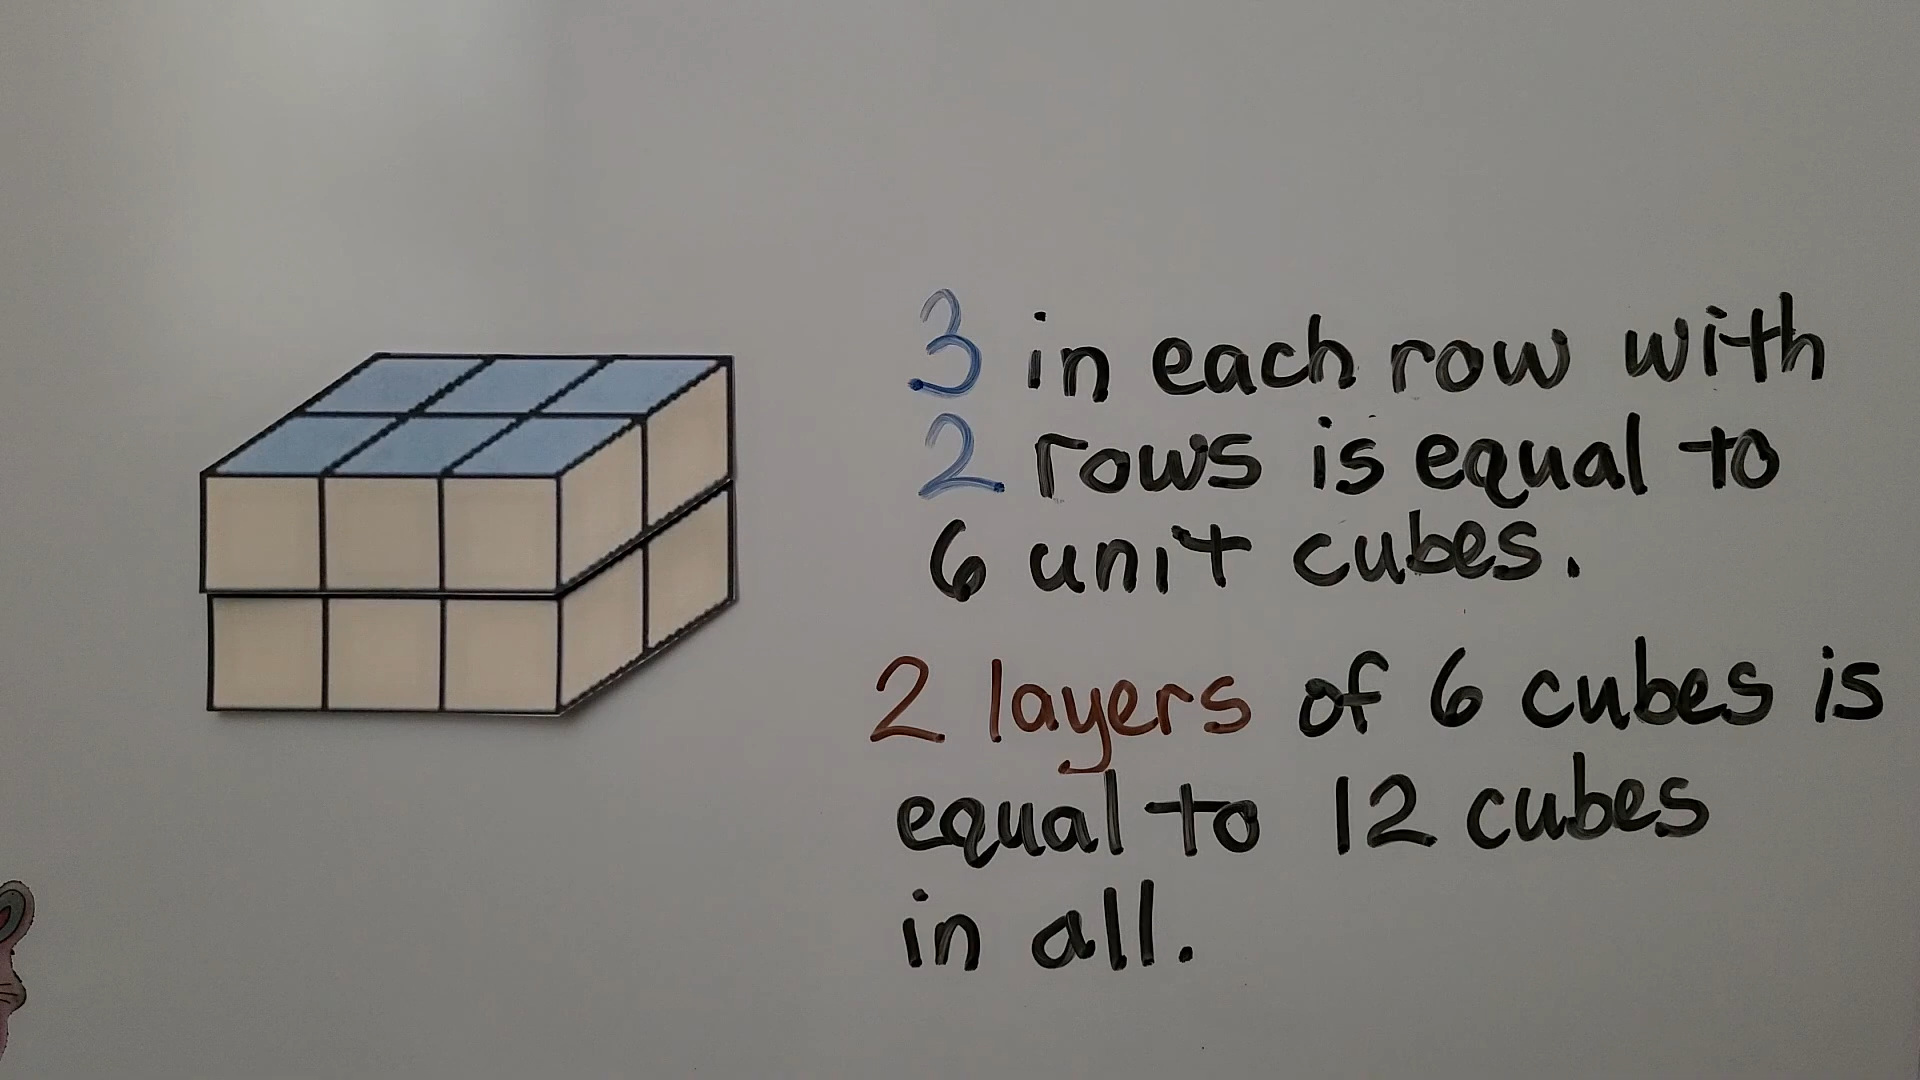 3 in each row with
2 rows is equal to
6 unit cubes.
2 layers of 6 cubes is
equal to 12 cubes
in all.